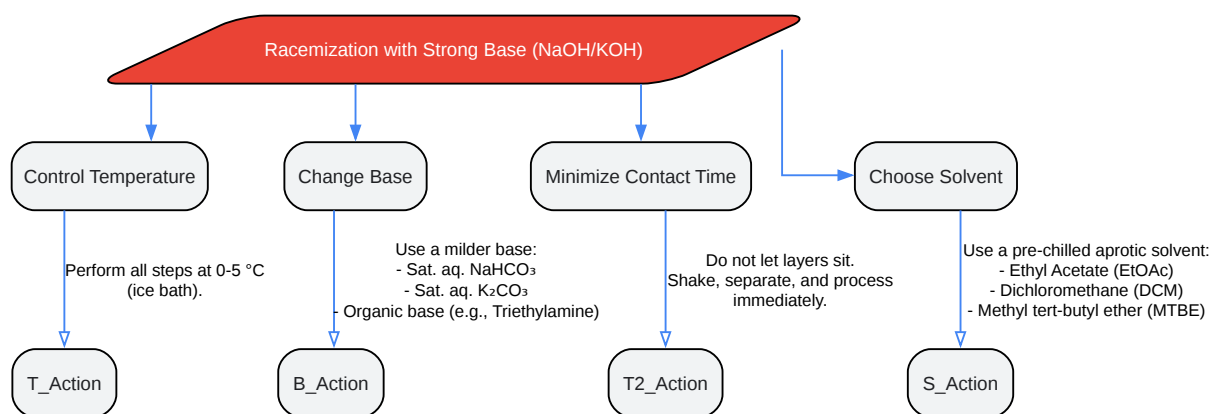 Racemization with Strong Base (NaOH/KOH)
Control Temperature
Change Base
Minimize Contact Time
Choose Solvent
Perform all steps at 0-5 °C
(ice bath).
Use a milder base:
- Sat. aq. NaHCO₃
- Sat. aq. K₂CO₃
- Organic base (e.g., Triethylamine)
Do not let layers sit.
Shake, separate, and process
immediately.
Use a pre-chilled aprotic solvent:
- Ethyl Acetate (EtOAc)
- Dichloromethane (DCM)
- Methyl tert-butyl ether (MTBE)
T_Action
B_Action
T2_Action
S_Action